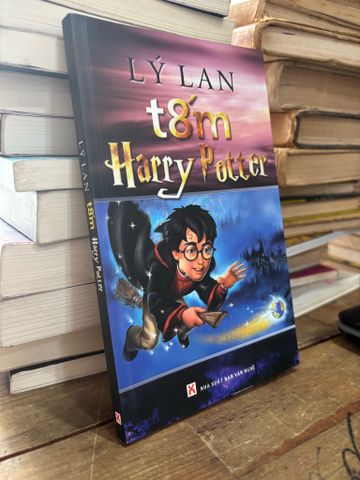 LÝ LAN
t8́m
Harry Potter
X NHÀ XUẤT BẢN VĂN NGHỆ
LÝ LAN t8́m Harry Potter
X